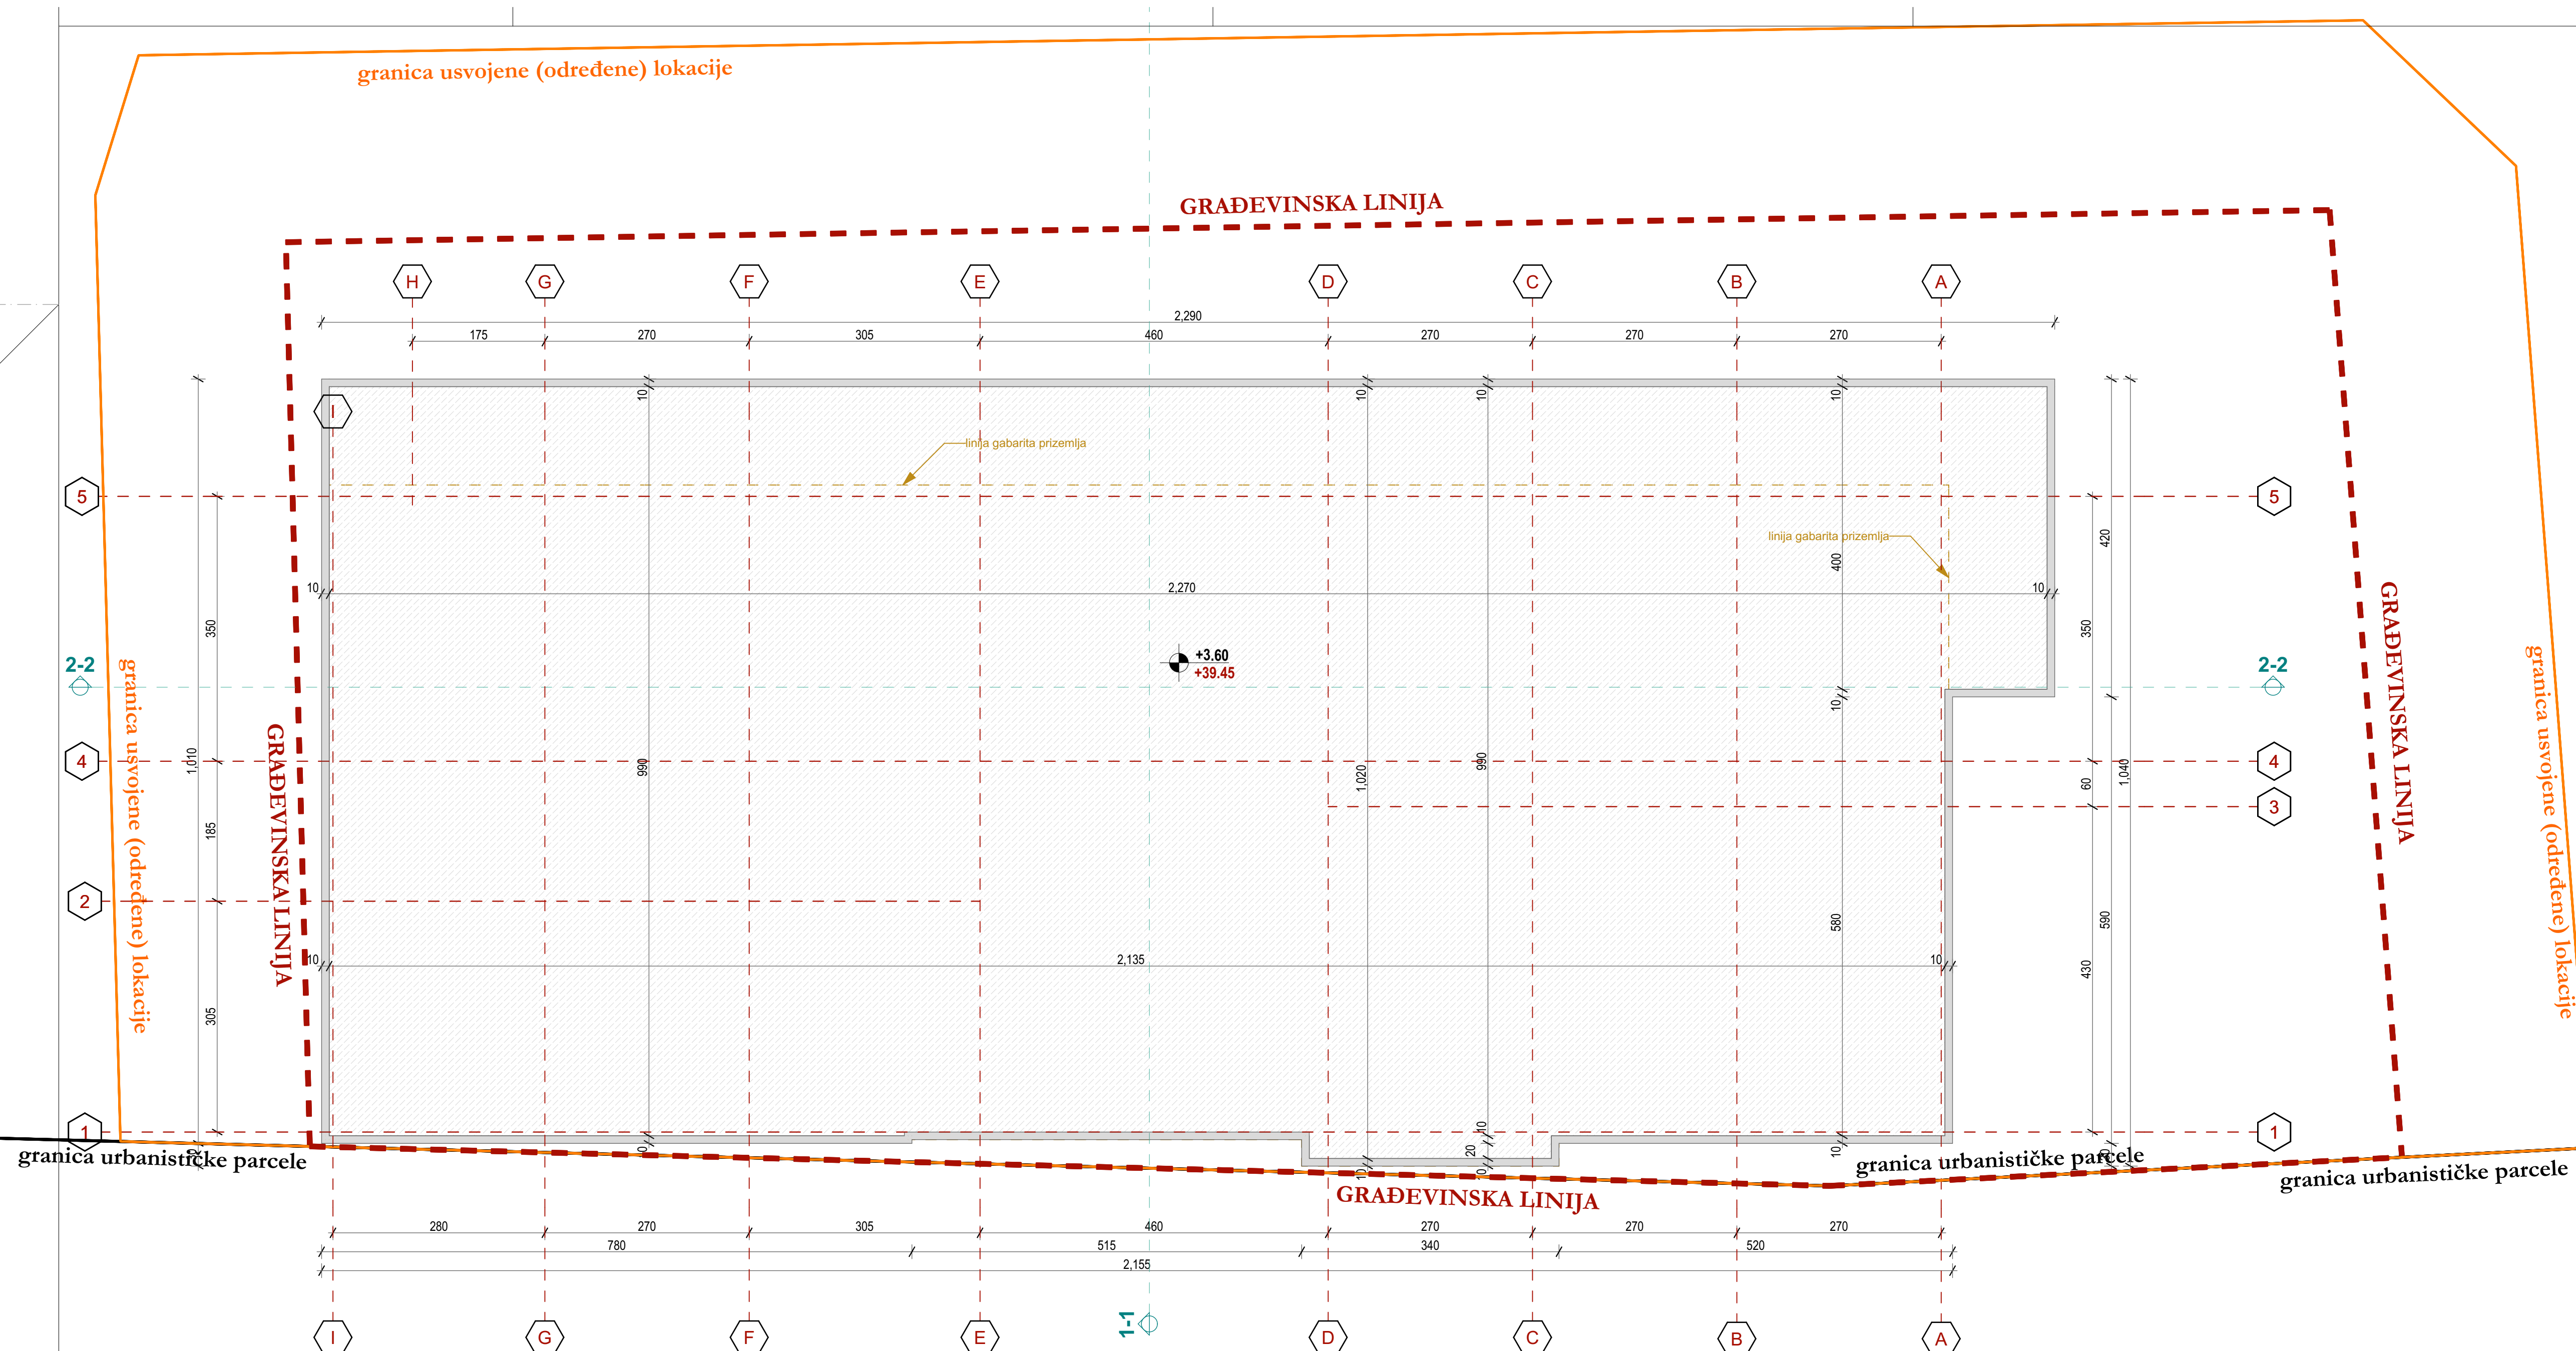 granica usvojene (određene) lokacije
GRAĐEVINSKA LINIJA
H
G
F
E
D
C
B
A
2,290
175
270
305
460
270
270
270
I
10
10
10
10
linija gabarita prizemlja
5
5
linija gabarita prizemlja
420
400
10
2,270
10
350
350
+3.60
+39.45
2-2
2-2
10
granica usvojene (određene) lokacije
GRAĐEVINSKA LINIJA
GRAĐEVINSKA LINIJA
granica usvojene (određene) lokacije
4
4
1,010
990
1,020
990
1,040
60
3
185
2
580
590
10
2,135
10
430
305
1
10
1
20
10
10
10
granica urbanističke parcele
granica urbanističke parcele
granica urbanističke parcele
GRAĐEVINSKA LINIJA
280
270
305
460
270
270
270
780
515
340
520
2,155
1-1
I
G
F
E
D
C
B
A